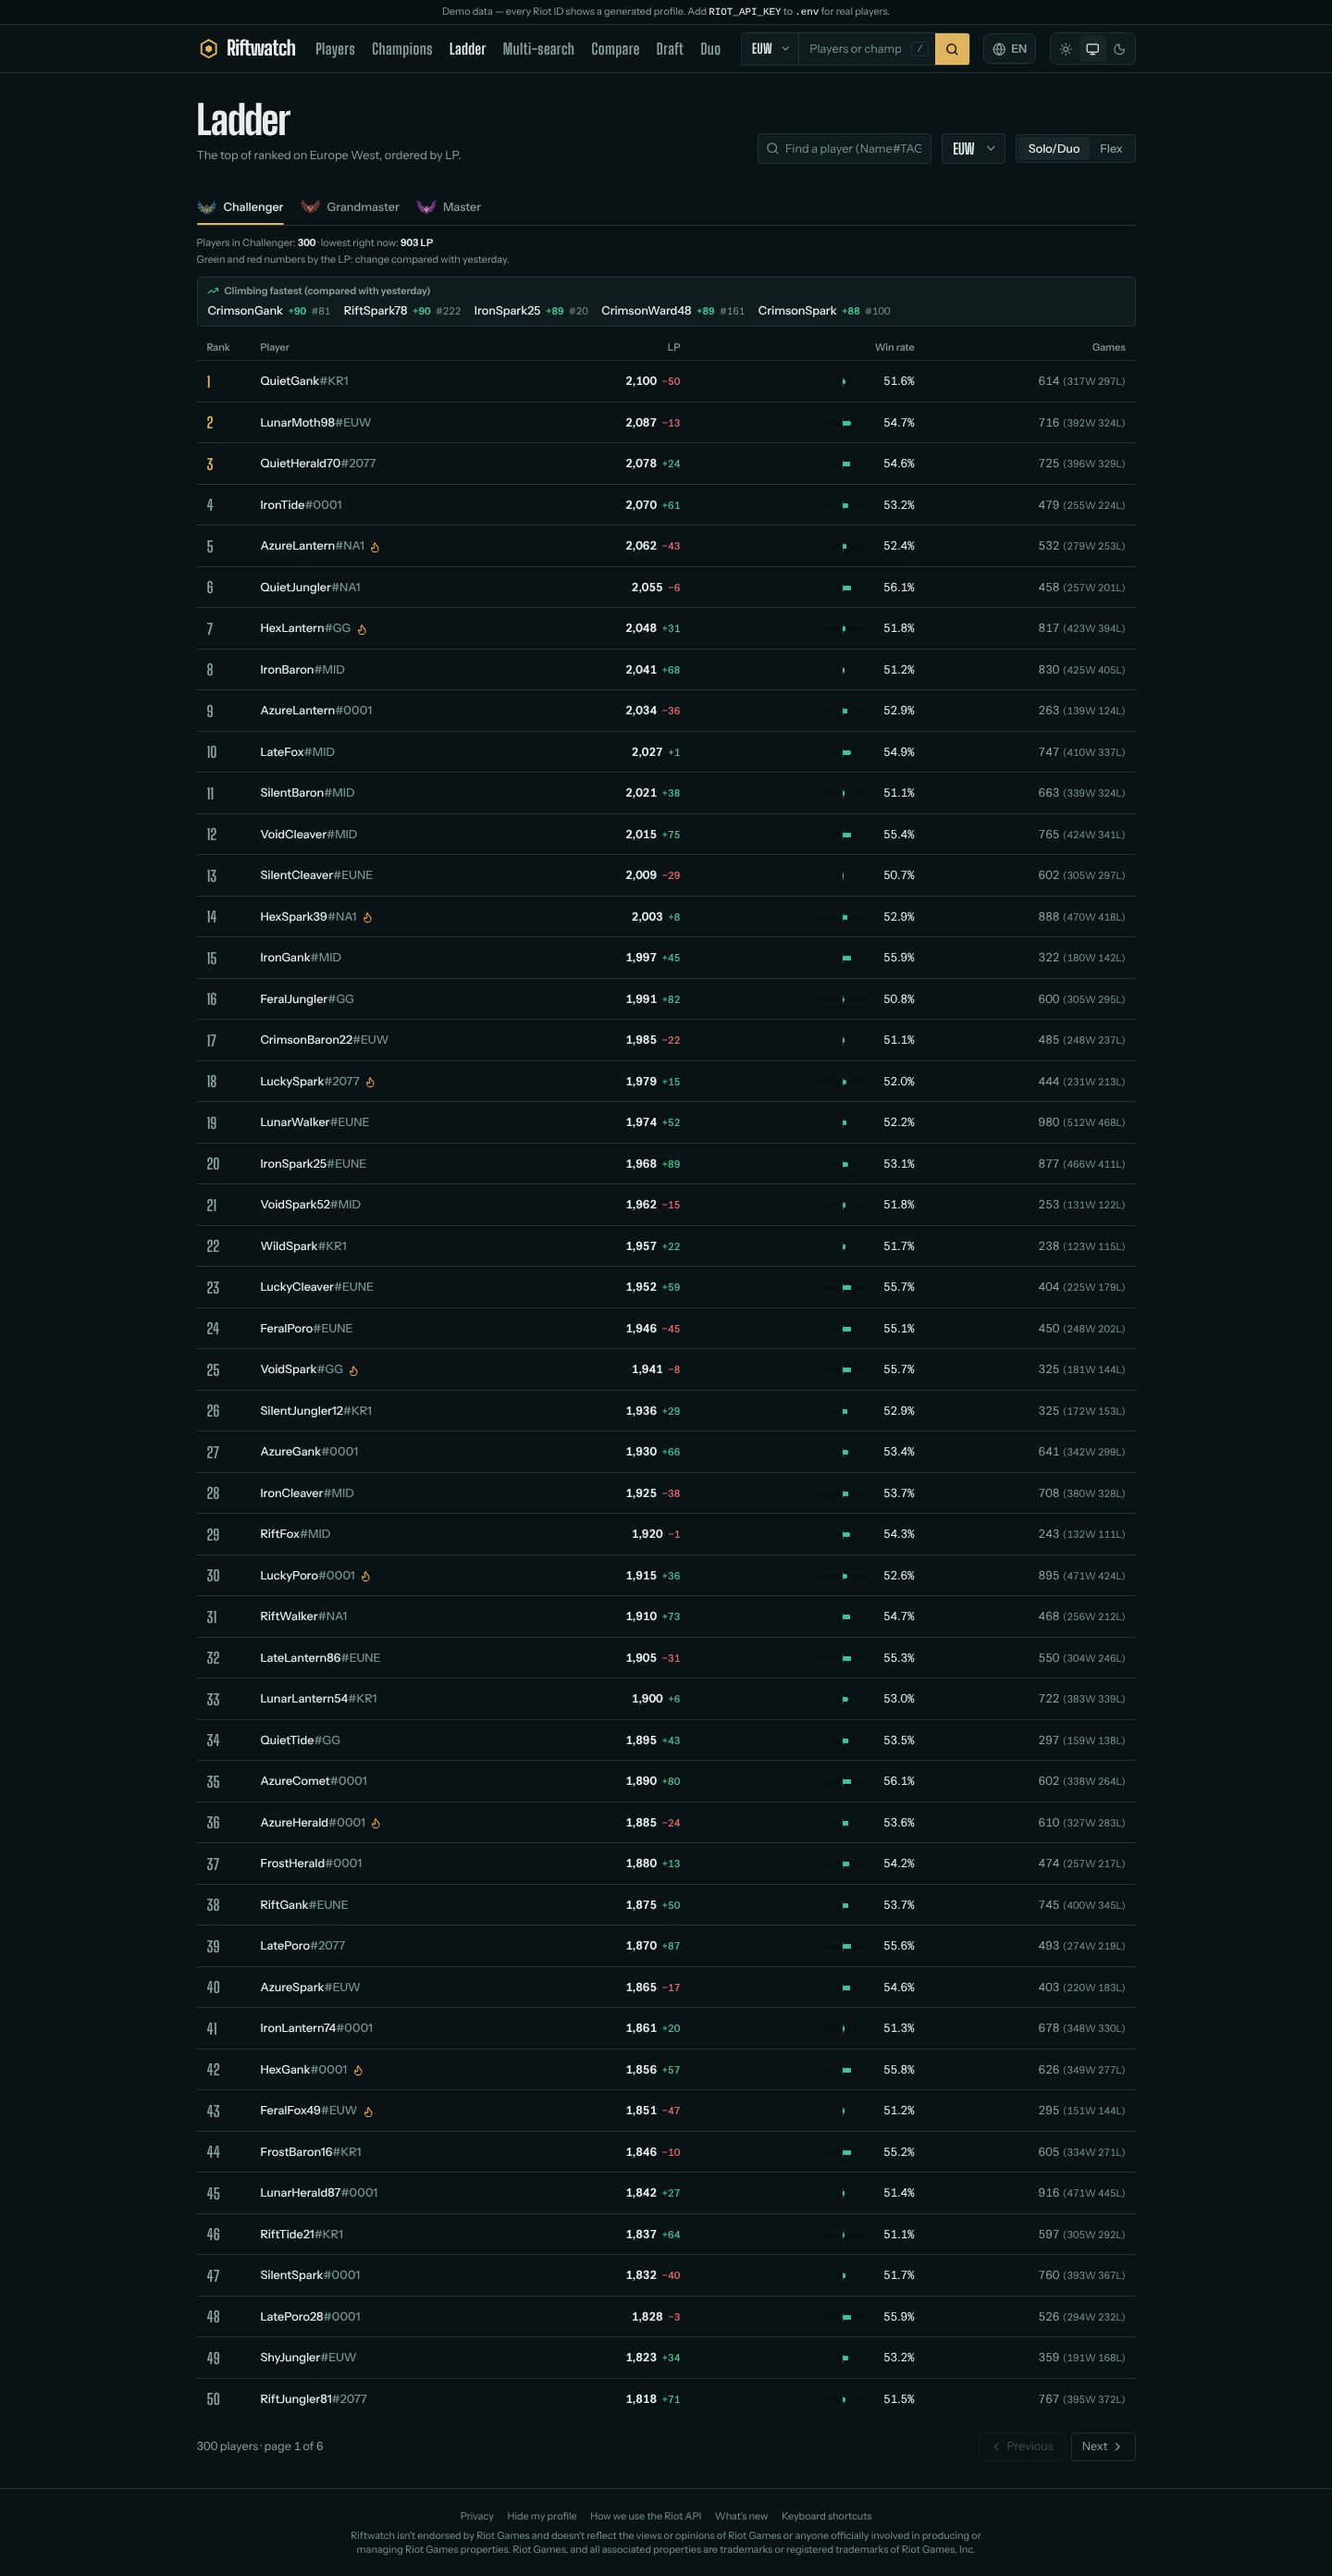 Demo data — every Riot ID shows a generated profile. Add RIOT_API_KEY to .env for real players.
Riftwatch Players Champions Ladder Multi-search Compare Draft Duo EUW Players or champ / EN
Ladder
The top of ranked on Europe West, ordered by LP.
Find a player (Name#TAG EUW Solo/Duo Flex
Challenger Grandmaster Master
Players in Challenger: 300 · lowest right now: 903 LP
Green and red numbers by the LP: change compared with yesterday.
Climbing fastest (compared with yesterday)
CrimsonGank +90 #81 RiftSpark78 +90 #222 IronSpark25 +89 #20 CrimsonWard48 +89 #161 CrimsonSpark +88 #100
Rank Player LP Win rate Games
1 QuietGank#KR1 2,100 −50 51.6% 614 (317W 297L)
2 LunarMoth98#EUW 2,087 −13 54.7% 716 (392W 324L)
3 QuietHerald70#2077 2,078 +24 54.6% 725 (396W 329L)
4 IronTide#0001 2,070 +61 53.2% 479 (255W 224L)
5 AzureLantern#NA1 2,062 −43 52.4% 532 (279W 253L)
6 QuietJungler#NA1 2,055 −6 56.1% 458 (257W 201L)
7 HexLantern#GG 2,048 +31 51.8% 817 (423W 394L)
8 IronBaron#MID 2,041 +68 51.2% 830 (425W 405L)
9 AzureLantern#0001 2,034 −36 52.9% 263 (139W 124L)
10 LateFox#MID 2,027 +1 54.9% 747 (410W 337L)
11 SilentBaron#MID 2,021 +38 51.1% 663 (339W 324L)
12 VoidCleaver#MID 2,015 +75 55.4% 765 (424W 341L)
13 SilentCleaver#EUNE 2,009 −29 50.7% 602 (305W 297L)
14 HexSpark39#NA1 2,003 +8 52.9% 888 (470W 418L)
15 IronGank#MID 1,997 +45 55.9% 322 (180W 142L)
16 FeralJungler#GG 1,991 +82 50.8% 600 (305W 295L)
17 CrimsonBaron22#EUW 1,985 −22 51.1% 485 (248W 237L)
18 LuckySpark#2077 1,979 +15 52.0% 444 (231W 213L)
19 LunarWalker#EUNE 1,974 +52 52.2% 980 (512W 468L)
20 IronSpark25#EUNE 1,968 +89 53.1% 877 (466W 411L)
21 VoidSpark52#MID 1,962 −15 51.8% 253 (131W 122L)
22 WildSpark#KR1 1,957 +22 51.7% 238 (123W 115L)
23 LuckyCleaver#EUNE 1,952 +59 55.7% 404 (225W 179L)
24 FeralPoro#EUNE 1,946 −45 55.1% 450 (248W 202L)
25 VoidSpark#GG 1,941 −8 55.7% 325 (181W 144L)
26 SilentJungler12#KR1 1,936 +29 52.9% 325 (172W 153L)
27 AzureGank#0001 1,930 +66 53.4% 641 (342W 299L)
28 IronCleaver#MID 1,925 −38 53.7% 708 (380W 328L)
29 RiftFox#MID 1,920 −1 54.3% 243 (132W 111L)
30 LuckyPoro#0001 1,915 +36 52.6% 895 (471W 424L)
31 RiftWalker#NA1 1,910 +73 54.7% 468 (256W 212L)
32 LateLantern86#EUNE 1,905 −31 55.3% 550 (304W 246L)
33 LunarLantern54#KR1 1,900 +6 53.0% 722 (383W 339L)
34 QuietTide#GG 1,895 +43 53.5% 297 (159W 138L)
35 AzureComet#0001 1,890 +80 56.1% 602 (338W 264L)
36 AzureHerald#0001 1,885 −24 53.6% 610 (327W 283L)
37 FrostHerald#0001 1,880 +13 54.2% 474 (257W 217L)
38 RiftGank#EUNE 1,875 +50 53.7% 745 (400W 345L)
39 LatePoro#2077 1,870 +87 55.6% 493 (274W 219L)
40 AzureSpark#EUW 1,865 −17 54.6% 403 (220W 183L)
41 IronLantern74#0001 1,861 +20 51.3% 678 (348W 330L)
42 HexGank#0001 1,856 +57 55.8% 626 (349W 277L)
43 FeralFox49#EUW 1,851 −47 51.2% 295 (151W 144L)
44 FrostBaron16#KR1 1,846 −10 55.2% 605 (334W 271L)
45 LunarHerald87#0001 1,842 +27 51.4% 916 (471W 445L)
46 RiftTide21#KR1 1,837 +64 51.1% 597 (305W 292L)
47 SilentSpark#0001 1,832 −40 51.7% 760 (393W 367L)
48 LatePoro28#0001 1,828 −3 55.9% 526 (294W 232L)
49 ShyJungler#EUW 1,823 +34 53.2% 359 (191W 168L)
50 RiftJungler81#2077 1,818 +71 51.5% 767 (395W 372L)
300 players · page 1 of 6 Previous Next
Privacy Hide my profile How we use the Riot API What's new Keyboard shortcuts
Riftwatch isn't endorsed by Riot Games and doesn't reflect the views or opinions of Riot Games or anyone officially involved in producing or
managing Riot Games properties. Riot Games, and all associated properties are trademarks or registered trademarks of Riot Games, Inc.